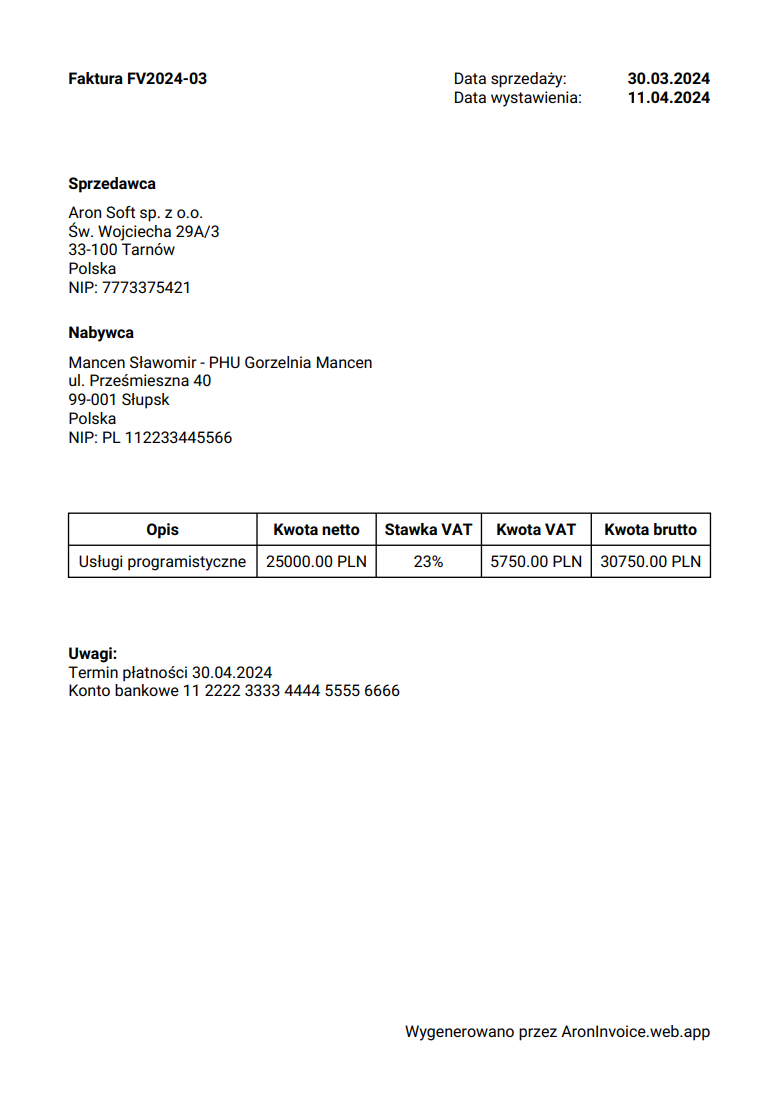 Faktura FV2024-03
Data sprzedaży: 30.03.2024
Data wystawienia: 11.04.2024
Sprzedawca
Aron Soft sp. z o.o.
Św. Wojciecha 29A/3
33-100 Tarnów
Polska
NIP: 7773375421
Nabywca
Mancen Sławomir - PHU Gorzelnia Mancen
ul. Prześmieszna 40
99-001 Słupsk
Polska
NIP: PL 112233445566
Opis Kwota netto Stawka VAT Kwota VAT Kwota brutto
Usługi programistyczne 25000.00 PLN 23% 5750.00 PLN 30750.00 PLN
Uwagi:
Termin płatności 30.04.2024
Konto bankowe 11 2222 3333 4444 5555 6666
Wygenerowano przez AronInvoice.web.app